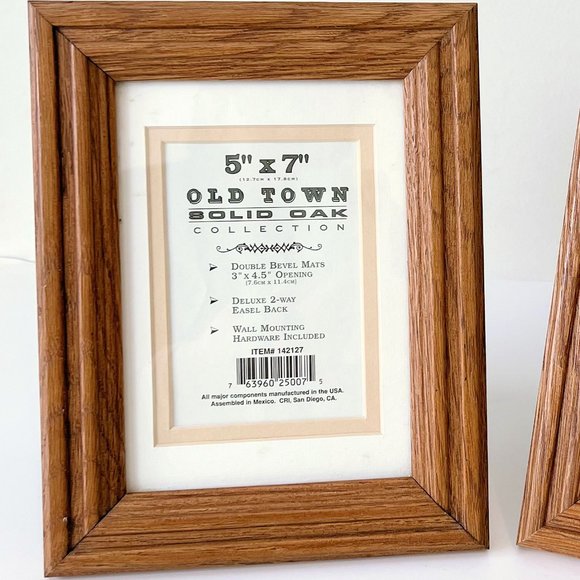 5" x 7"
(12.7cm x 17.8cm)
OLD TOWN
SOLID OAK
COLLECTION
➤ DOUBLE BEVEL MATS
3" x 4.5" OPENING
(7.6cm x 11.4cm)
➤ DELUXE 2-WAY
EASEL BACK
➤ WALL MOUNTING
HARDWARE INCLUDED
ITEM# 142127
7 63960 25007 5
All major components manufactured in the USA.
Assembled in Mexico. CRI, San Diego, CA.